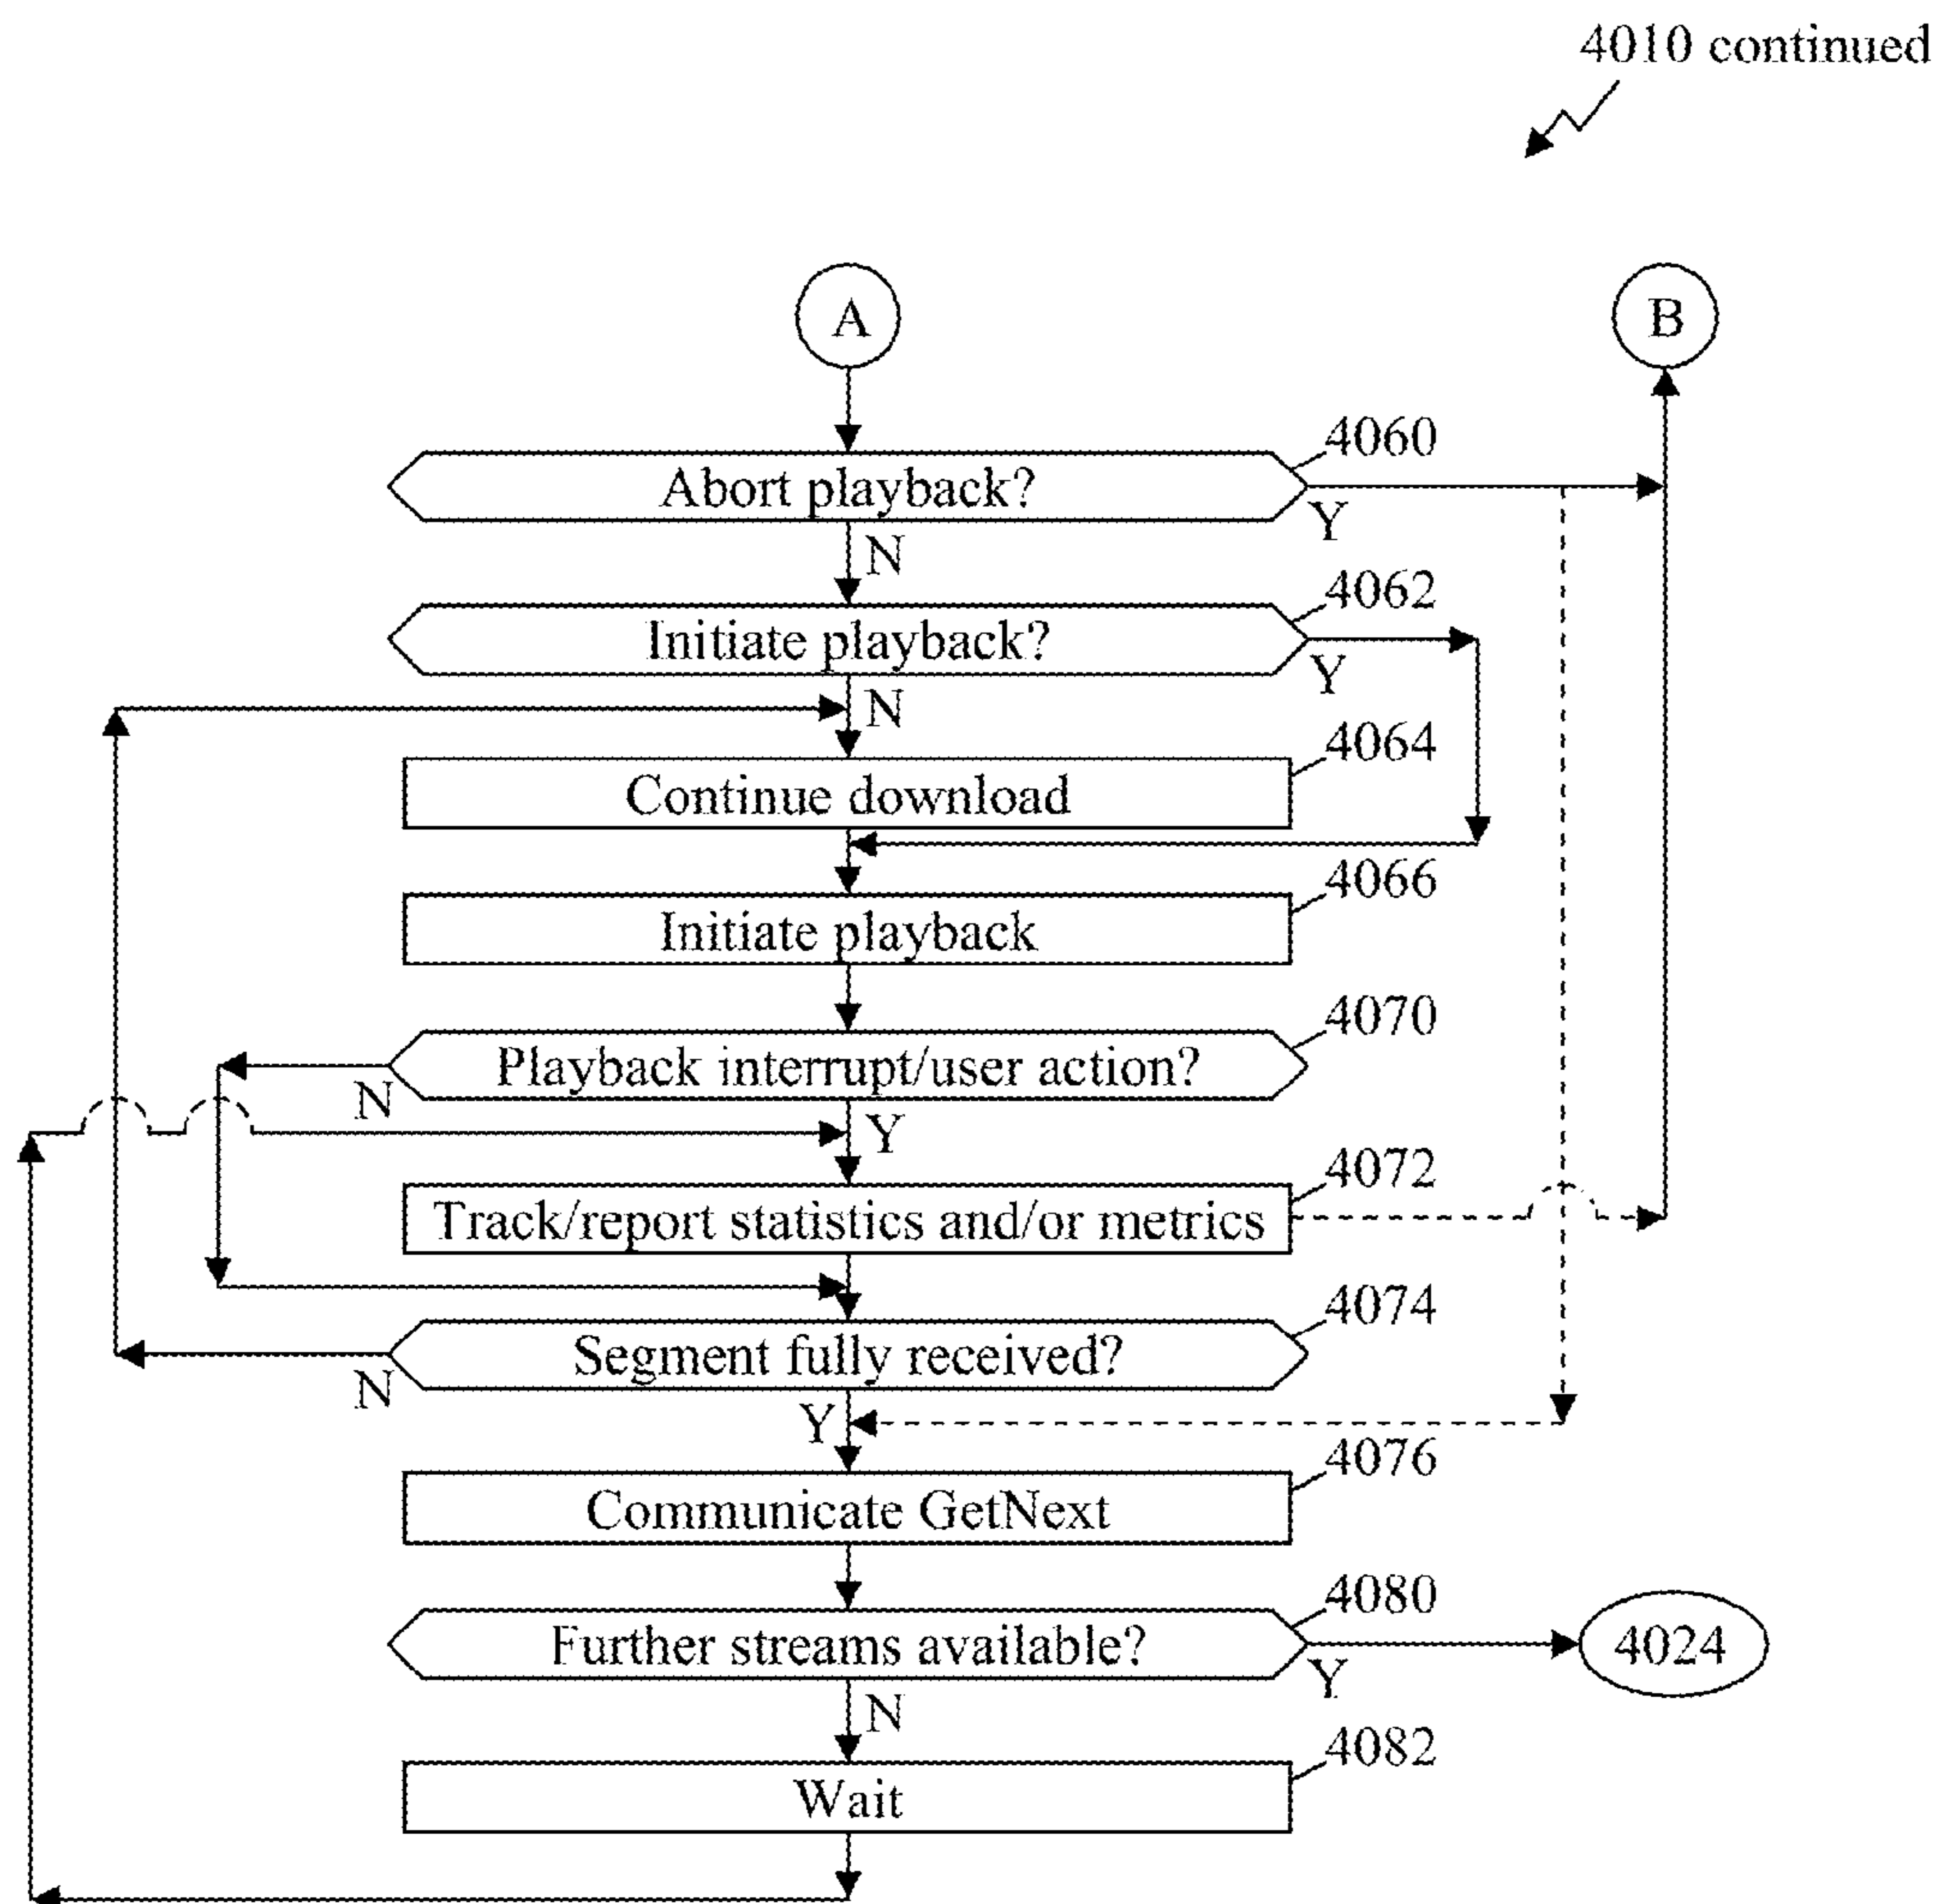 4010 continued
A
B
4060
Abort playback?
Y
N
4062
Initiate playback?
Y
N
4064
Continue download
4066
Initiate playback
4070
Playback interrupt/user action?
N
Y
4072
Track/report statistics and/or metrics
4074
Segment fully received?
N
Y
4076
Communicate GetNext
4080
Further streams available?
4024
Y
N
4082
Wait